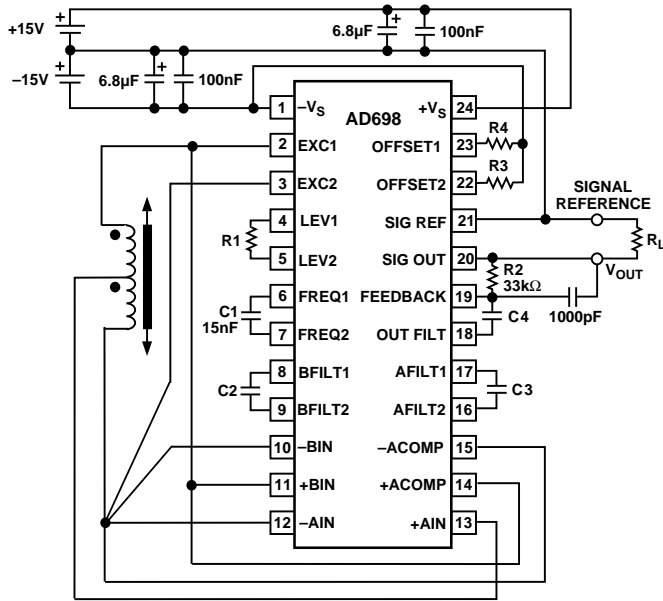 +15V
–15V
6.8µF
100nF
6.8µF
100nF
AD698
1 –VS
2 EXC1
3 EXC2
4 LEV1
5 LEV2
6 FREQ1
7 FREQ2
8 BFILT1
9 BFILT2
10 –BIN
11 +BIN
12 –AIN
+VS 24
OFFSET1 23
OFFSET2 22
SIG REF 21
SIG OUT 20
FEEDBACK 19
OUT FILT 18
AFILT1 17
AFILT2 16
–ACOMP 15
+ACOMP 14
+AIN 13
R1
C1
15nF
C2
R4
R3
SIGNAL
REFERENCE
RL
VOUT
R2
33kΩ
C4
1000pF
C3